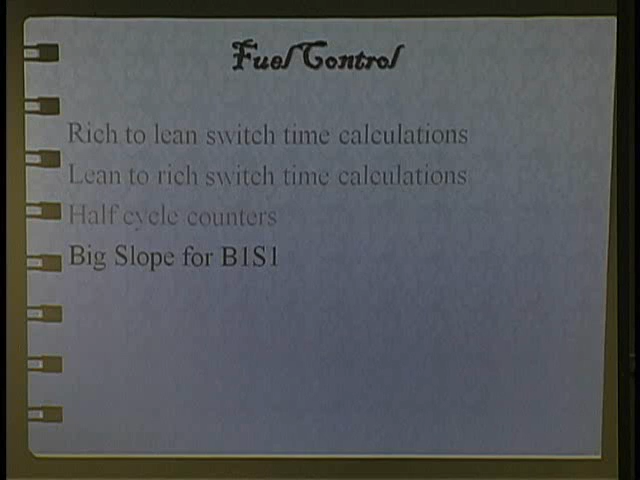 Fuel Control
Rich to lean switch time calculations
Lean to rich switch time calculations
Half cycle counters
Big Slope for B1S1